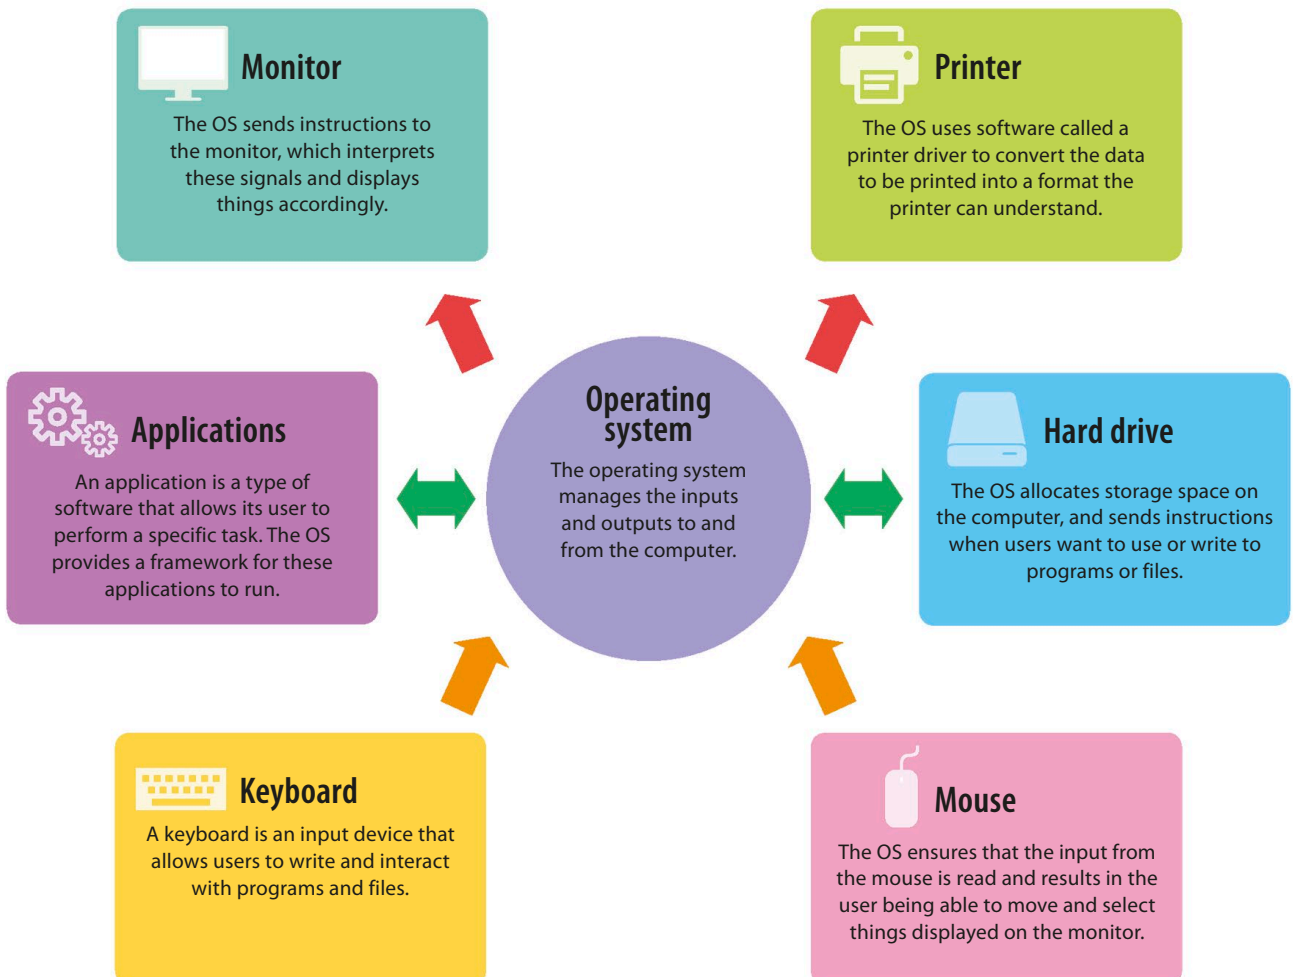 Monitor
The OS sends instructions to
the monitor, which interprets
these signals and displays
things accordingly.
Printer
The OS uses software called a
printer driver to convert the data
to be printed into a format the
printer can understand.
Applications
An application is a type of
software that allows its user to
perform a specific task. The OS
provides a framework for these
applications to run.
Operating
system
The operating system
manages the inputs
and outputs to and
from the computer.
Hard drive
The OS allocates storage space on
the computer, and sends instructions
when users want to use or write to
programs or files.
Keyboard
A keyboard is an input device that
allows users to write and interact
with programs and files.
Mouse
The OS ensures that the input from
the mouse is read and results in the
user being able to move and select
things displayed on the monitor.